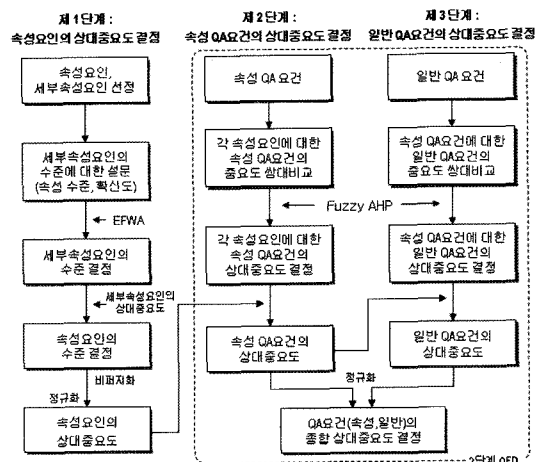 제 1단계 :
속성요인의 상대중요도 결정
속성요인,
세부속성요인 선정
세부속성요인의
수준에 대한 설문
(속성 수준, 확신도)
EFWA
세부속성요인의
수준 결정
세부속성요인의
상대중요도
속성요인의
수준 결정
비퍼지화
정규화
속성요인의
상대중요도
제 2단계 :
속성 QA요건의 상대중요도 결정
속성 QA 요건
각 속성요인에 대한
속성 QA요건의
중요도 쌍대비교
Fuzzy AHP
각 속성요인에 대한
속성 QA요건의
상대중요도 결정
속성 QA요건의
상대중요도
제 3단계 :
일반 QA요건의 상대중요도 결정
일반 QA 요건
속성 QA요건에 대한
일반 QA요건의
중요도 쌍대비교
속성 QA요건에 대한
일반 QA요건의
상대중요도 결정
일반 QA요건의
상대중요도
정규화
QA요건(속성,일반)의
종합 상대중요도 결정
2단계 QFD